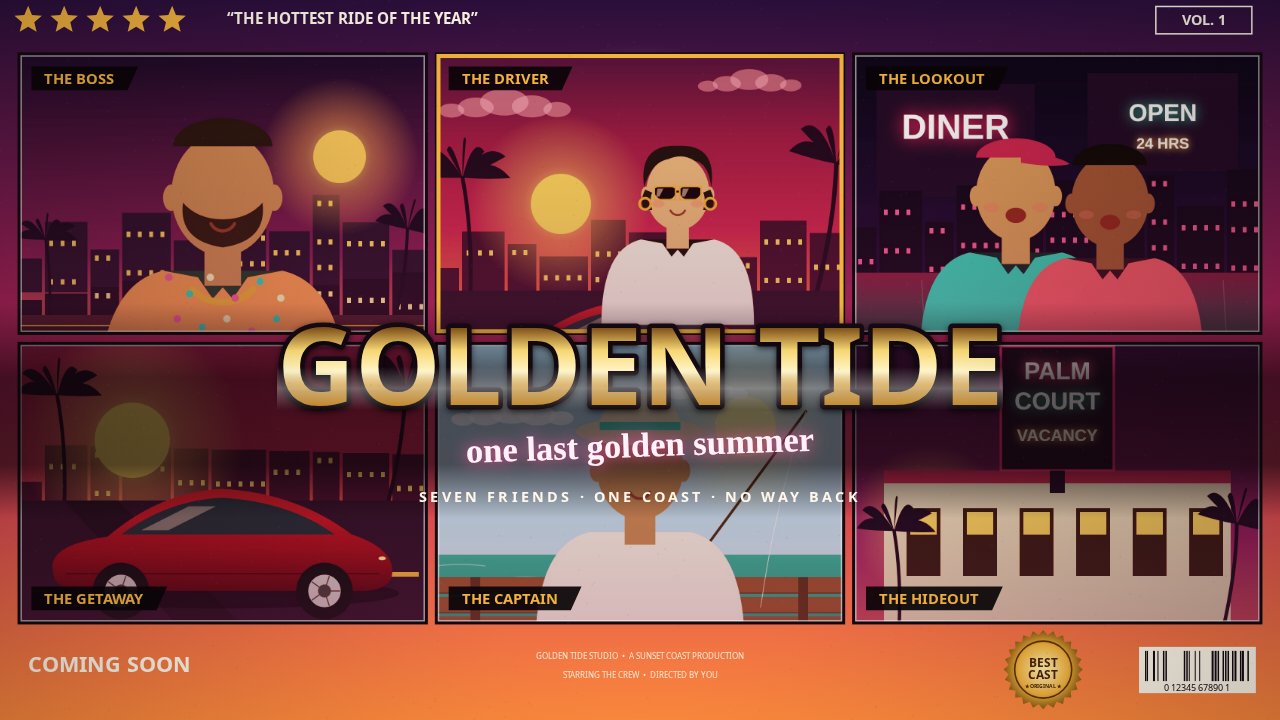 “THE HOTTEST RIDE OF THE YEAR”
VOL. 1
THE BOSS
THE DRIVER
THE LOOKOUT
DINER
OPEN
24 HRS
GOLDEN TIDE
one last golden summer
SEVEN FRIENDS · ONE COAST · NO WAY BACK
PALM
COURT
VACANCY
THE GETAWAY
THE CAPTAIN
THE HIDEOUT
COMING SOON
GOLDEN TIDE STUDIO • A SUNSET COAST PRODUCTION
STARRING THE CREW • DIRECTED BY YOU
BEST
CAST
★ ORIGINAL ★
0 12345 67890 1